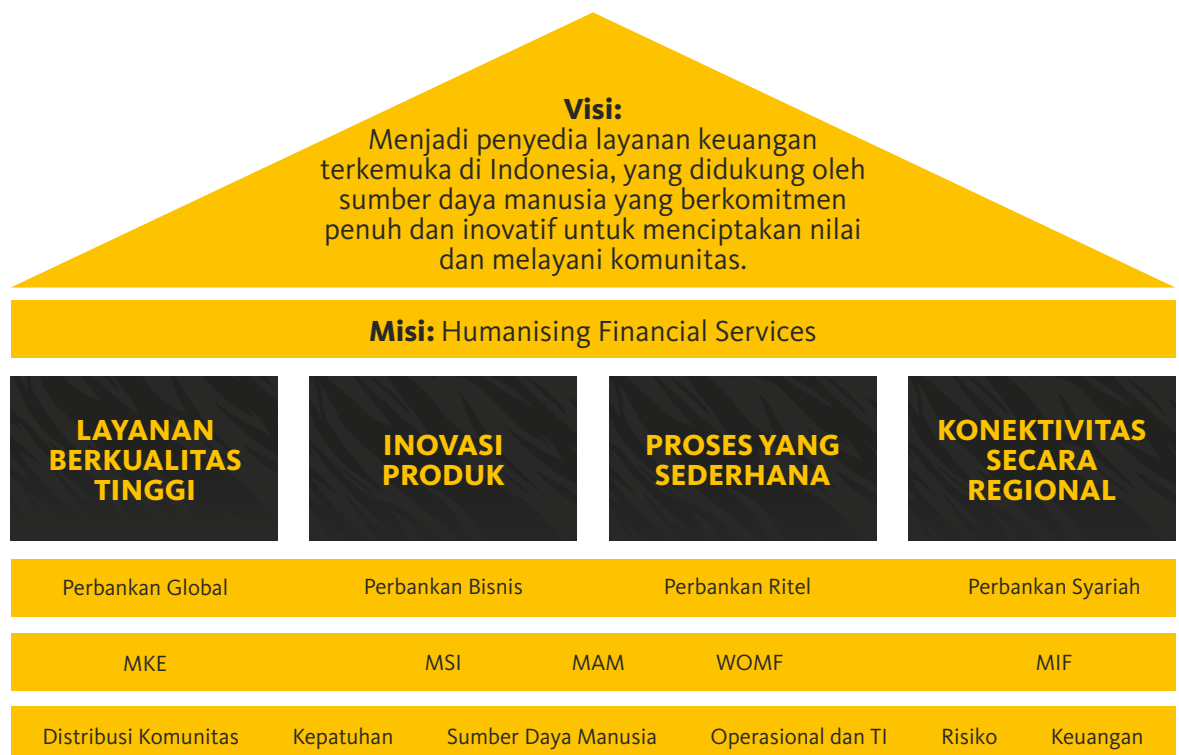 Visi:
Menjadi penyedia layanan keuangan
terkemuka di Indonesia, yang didukung oleh
sumber daya manusia yang berkomitmen
penuh dan inovatif untuk menciptakan nilai
dan melayani komunitas.
Misi: Humanising Financial Services
LAYANAN
BERKUALITAS
TINGGI
INOVASI
PRODUK
PROSES YANG
SEDERHANA
KONEKTIVITAS
SECARA
REGIONAL
Perbankan Global Perbankan Bisnis Perbankan Ritel Perbankan Syariah
MKE MSI MAM WOMF MIF
Distribusi Komunitas Kepatuhan Sumber Daya Manusia Operasional dan TI Risiko Keuangan